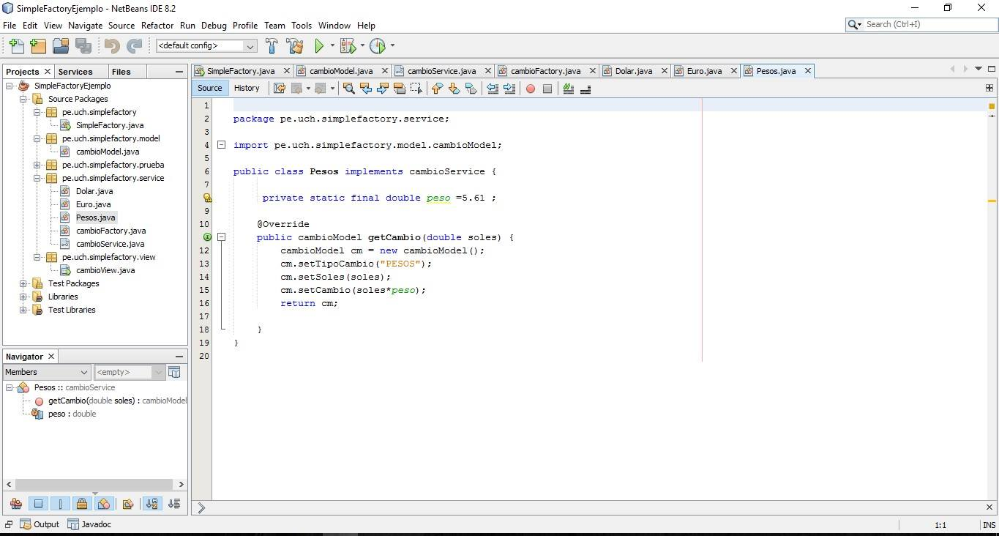 SimpleFactoryEjemplo - NetBeans IDE 8.2
File Edit View Navigate Source Refactor Run Debug Profile Team Tools Window Help
Search (Ctrl+I)
<default config>
Projects Services Files
SimpleFactory.java cambioModel.java cambioService.java cambioFactory.java Dolar.java Euro.java Pesos.java
Source History
SimpleFactoryEjemplo
Source Packages
pe.uch.simplefactory
SimpleFactory.java
pe.uch.simplefactory.model
cambioModel.java
pe.uch.simplefactory.prueba
pe.uch.simplefactory.service
Dolar.java
Euro.java
Pesos.java
cambioFactory.java
cambioService.java
pe.uch.simplefactory.view
cambioView.java
Test Packages
Libraries
Test Libraries
1
2 package pe.uch.simplefactory.service;
3
4 import pe.uch.simplefactory.model.cambioModel;
5
6 public class Pesos implements cambioService {
7
private static final double peso =5.61 ;
9
10 @Override
public cambioModel getCambio(double soles) {
12 cambioModel cm = new cambioModel();
13 cm.setTipoCambio("PESOS");
14 cm.setSoles(soles);
15 cm.setCambio(soles*peso);
16 return cm;
17
18 }
19 }
20
Navigator
Members <empty>
Pesos :: cambioService
getCambio(double soles) : cambioModel
peso : double
Output Javadoc
1:1 INS